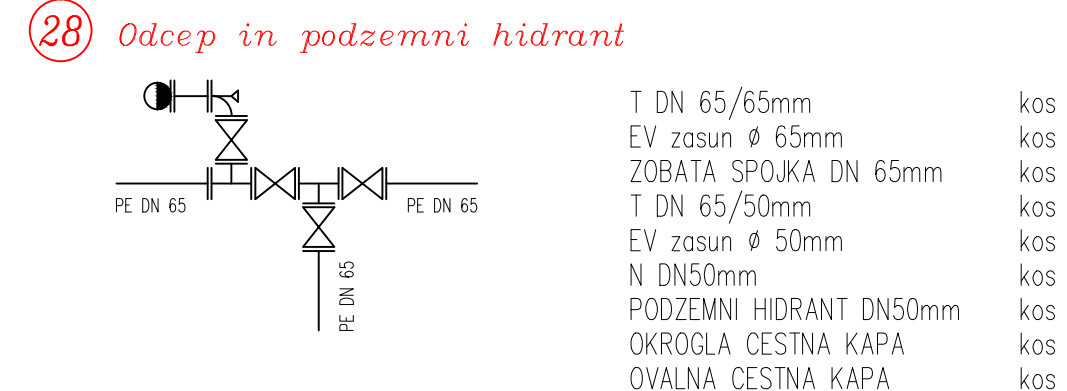 28 Odcep in podzemni hidrant
T DN 65/65mm kos
EV zasun Ø 65mm kos
ZOBATA SPOJKA DN 65mm kos
T DN 65/50mm kos
EV zasun Ø 50mm kos
N DN50mm kos
PODZEMNI HIDRANT DN50mm kos
OKROGLA CESTNA KAPA kos
OVALNA CESTNA KAPA kos
PE DN 65
PE DN 65
PE DN 65